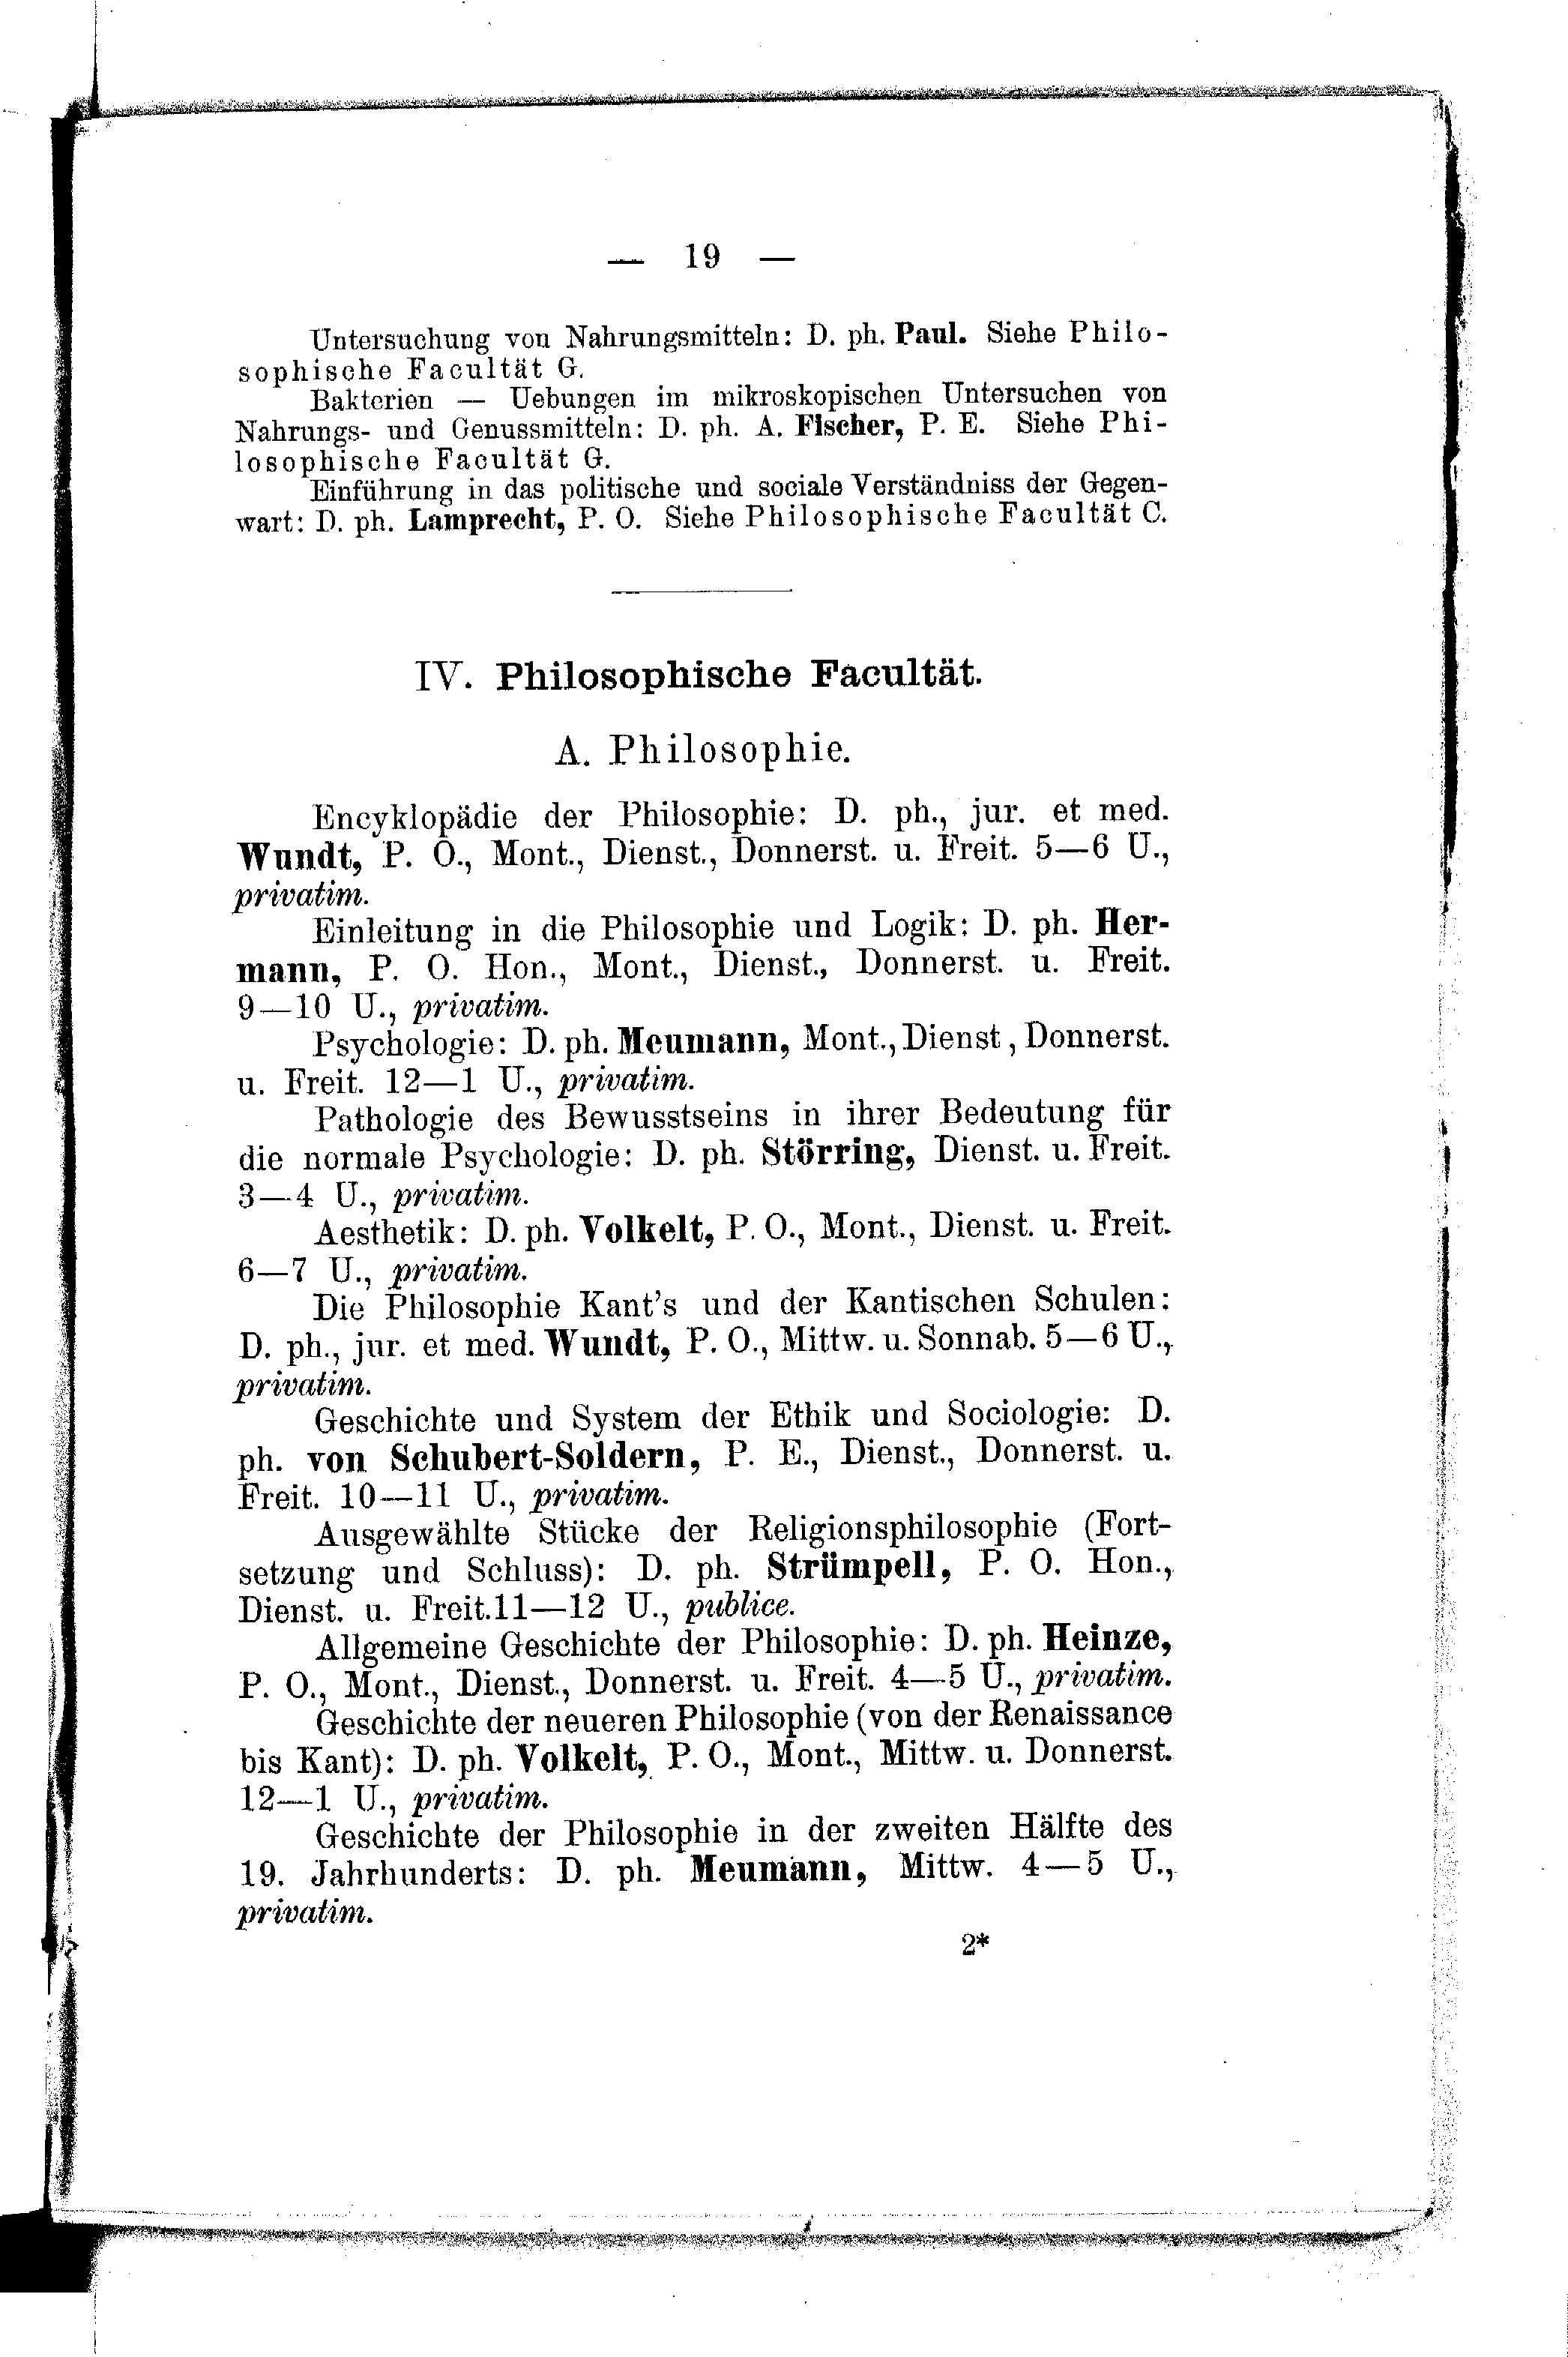 — 19 —
Untersuchung von Nahrungsmitteln: D. ph. Paul. Siehe Philo-
sophische Facultät G.
Bakterien — Uebungen im mikroskopischen Untersuchen von
Nahrungs- und Genussmitteln: D. ph. A. Fischer, P. E. Siehe Phi-
losophische Facultät G.
Einführung in das politische und sociale Verständniss der Gegen-
wart: D. ph. Lamprecht, P. O. Siehe Philosophische Facultät C.
IV. Philosophische Facultät.
A. Philosophie.
Encyklopädie der Philosophie: D. ph., jur. et med.
Wundt, P. O., Mont., Dienst., Donnerst. u. Freit. 5—6 U.,
privatim.
Einleitung in die Philosophie und Logik: D. ph. Her-
mann, P. O. Hon., Mont., Dienst., Donnerst. u. Freit.
9—10 U., privatim.
Psychologie: D. ph. Meumann, Mont., Dienst, Donnerst.
u. Freit. 12—1 U., privatim.
Pathologie des Bewusstseins in ihrer Bedeutung für
die normale Psychologie: D. ph. Störring, Dienst. u. Freit.
3—4 U., privatim.
Aesthetik: D. ph. Volkelt, P. O., Mont., Dienst. u. Freit.
6—7 U., privatim.
Die Philosophie Kant's und der Kantischen Schulen:
D. ph., jur. et med. Wundt, P. O., Mittw. u. Sonnab. 5—6 U.,
privatim.
Geschichte und System der Ethik und Sociologie: D.
ph. von Schubert-Soldern, P. E., Dienst., Donnerst. u.
Freit. 10—11 U., privatim.
Ausgewählte Stücke der Religionsphilosophie (Fort-
setzung und Schluss): D. ph. Strümpell, P. O. Hon.,
Dienst. u. Freit.11—12 U., publice.
Allgemeine Geschichte der Philosophie: D. ph. Heinze,
P. O., Mont., Dienst., Donnerst. u. Freit. 4—5 U., privatim.
Geschichte der neueren Philosophie (von der Renaissance
bis Kant): D. ph. Volkelt, P. O., Mont., Mittw. u. Donnerst.
12—1 U., privatim.
Geschichte der Philosophie in der zweiten Hälfte des
19. Jahrhunderts: D. ph. Meumann, Mittw. 4—5 U.,
privatim.
2*